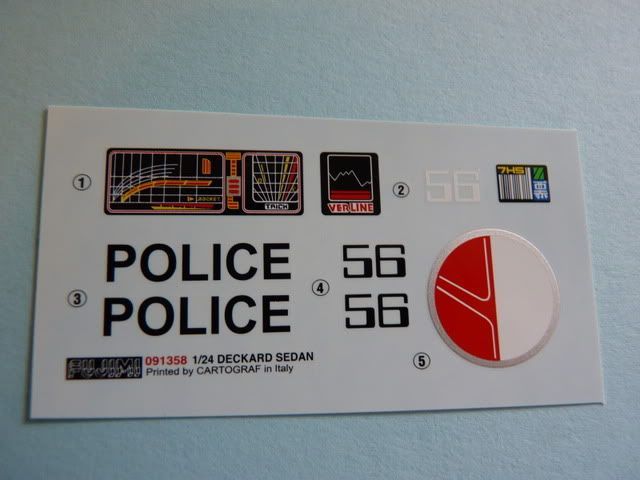 1
D
ROCKET
TRICK
VERLINE
2
56
7HS
POLICE
56
3
POLICE
4
56
5
FUJIMI 091358 1/24 DECKARD SEDAN
Printed by CARTOGRAF in Italy